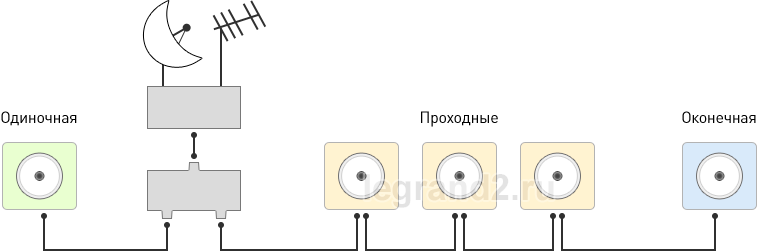 Одиночная
Проходные
Оконечная
legrand2.ru